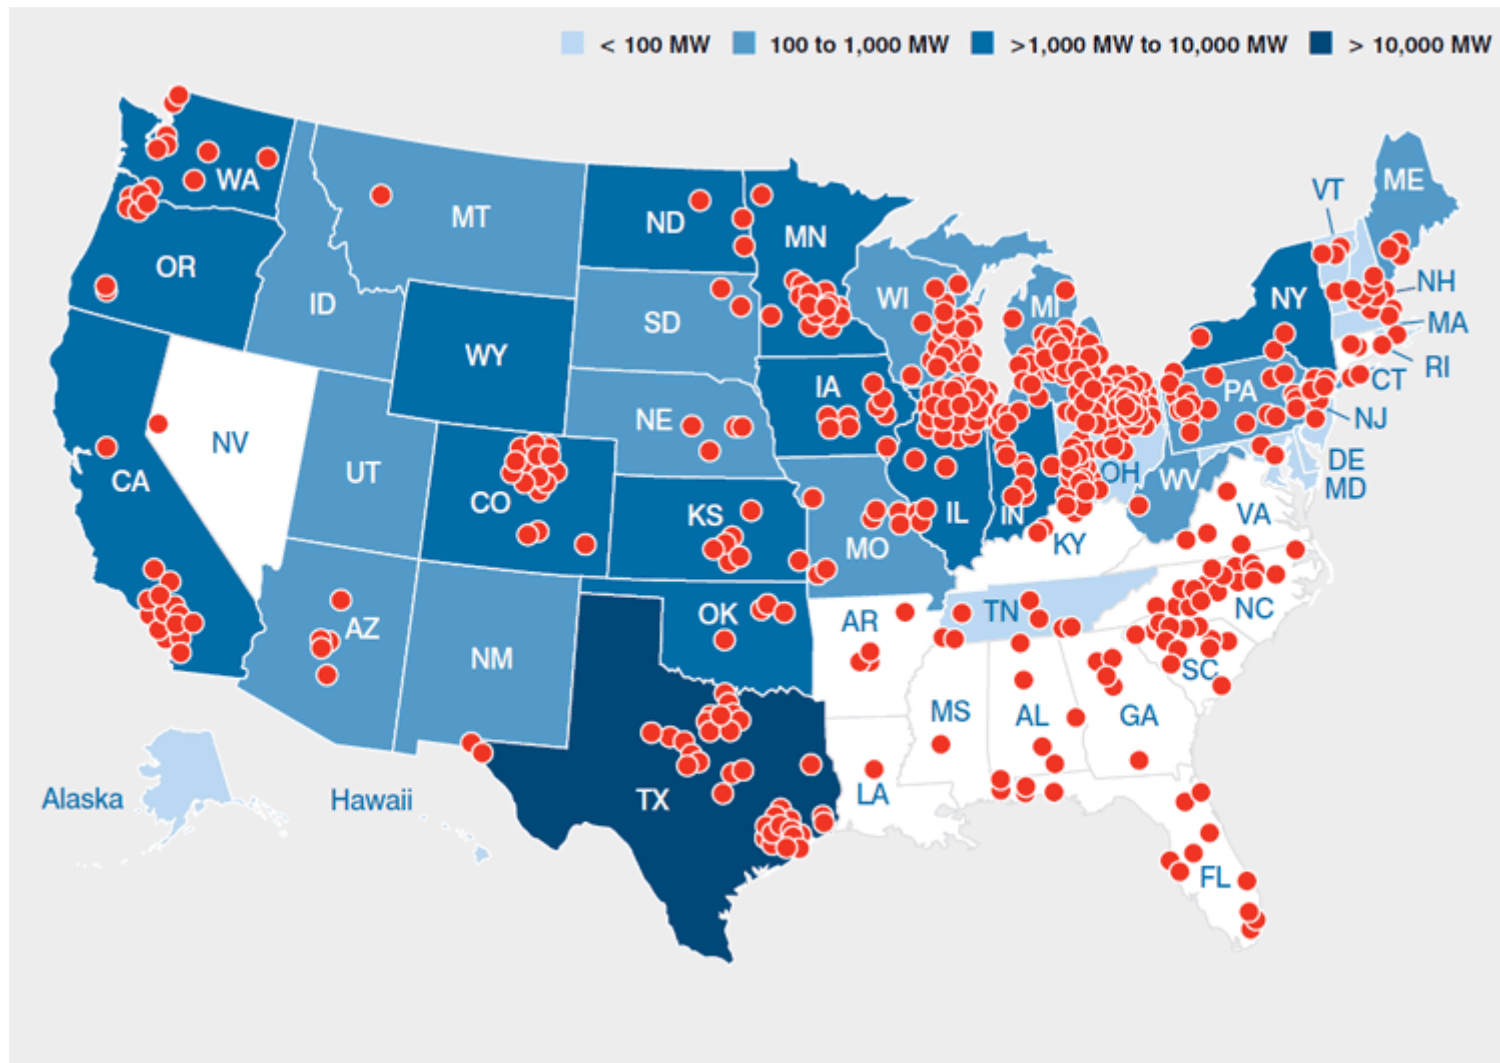 < 100 MW 100 to 1,000 MW >1,000 MW to 10,000 MW > 10,000 MW
WA
MT
ND
MN
VT
ME
OR
ID
SD
WI
MI
NY
NH
MA
WY
RI
CT
IA
NE
PA
NJ
NV
UT
CA
CO
KS
MO
IL
IN
OH
WV
DE
MD
VA
KY
AZ
NM
OK
AR
TN
NC
SC
MS
AL
GA
Alaska
Hawaii
TX
LA
FL